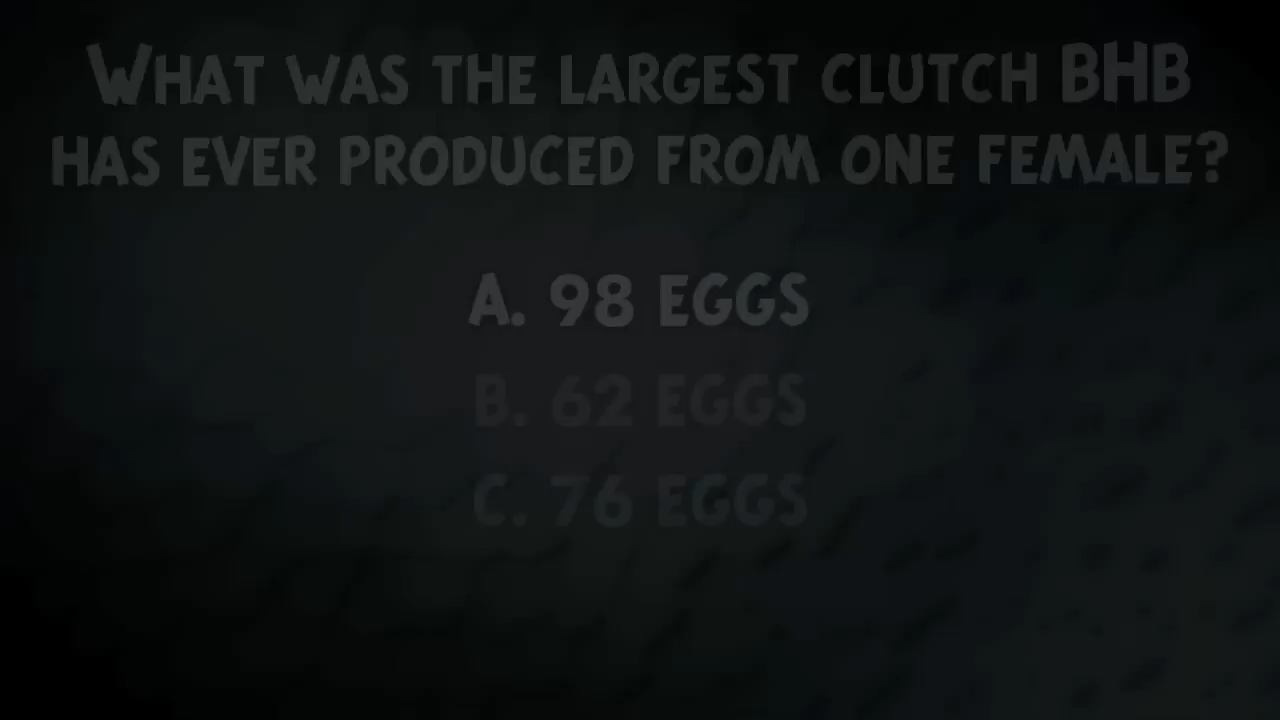 What was the largest clutch BHB
has ever produced from one female?
A. 98 eggs
B. 62 eggs
C. 76 eggs